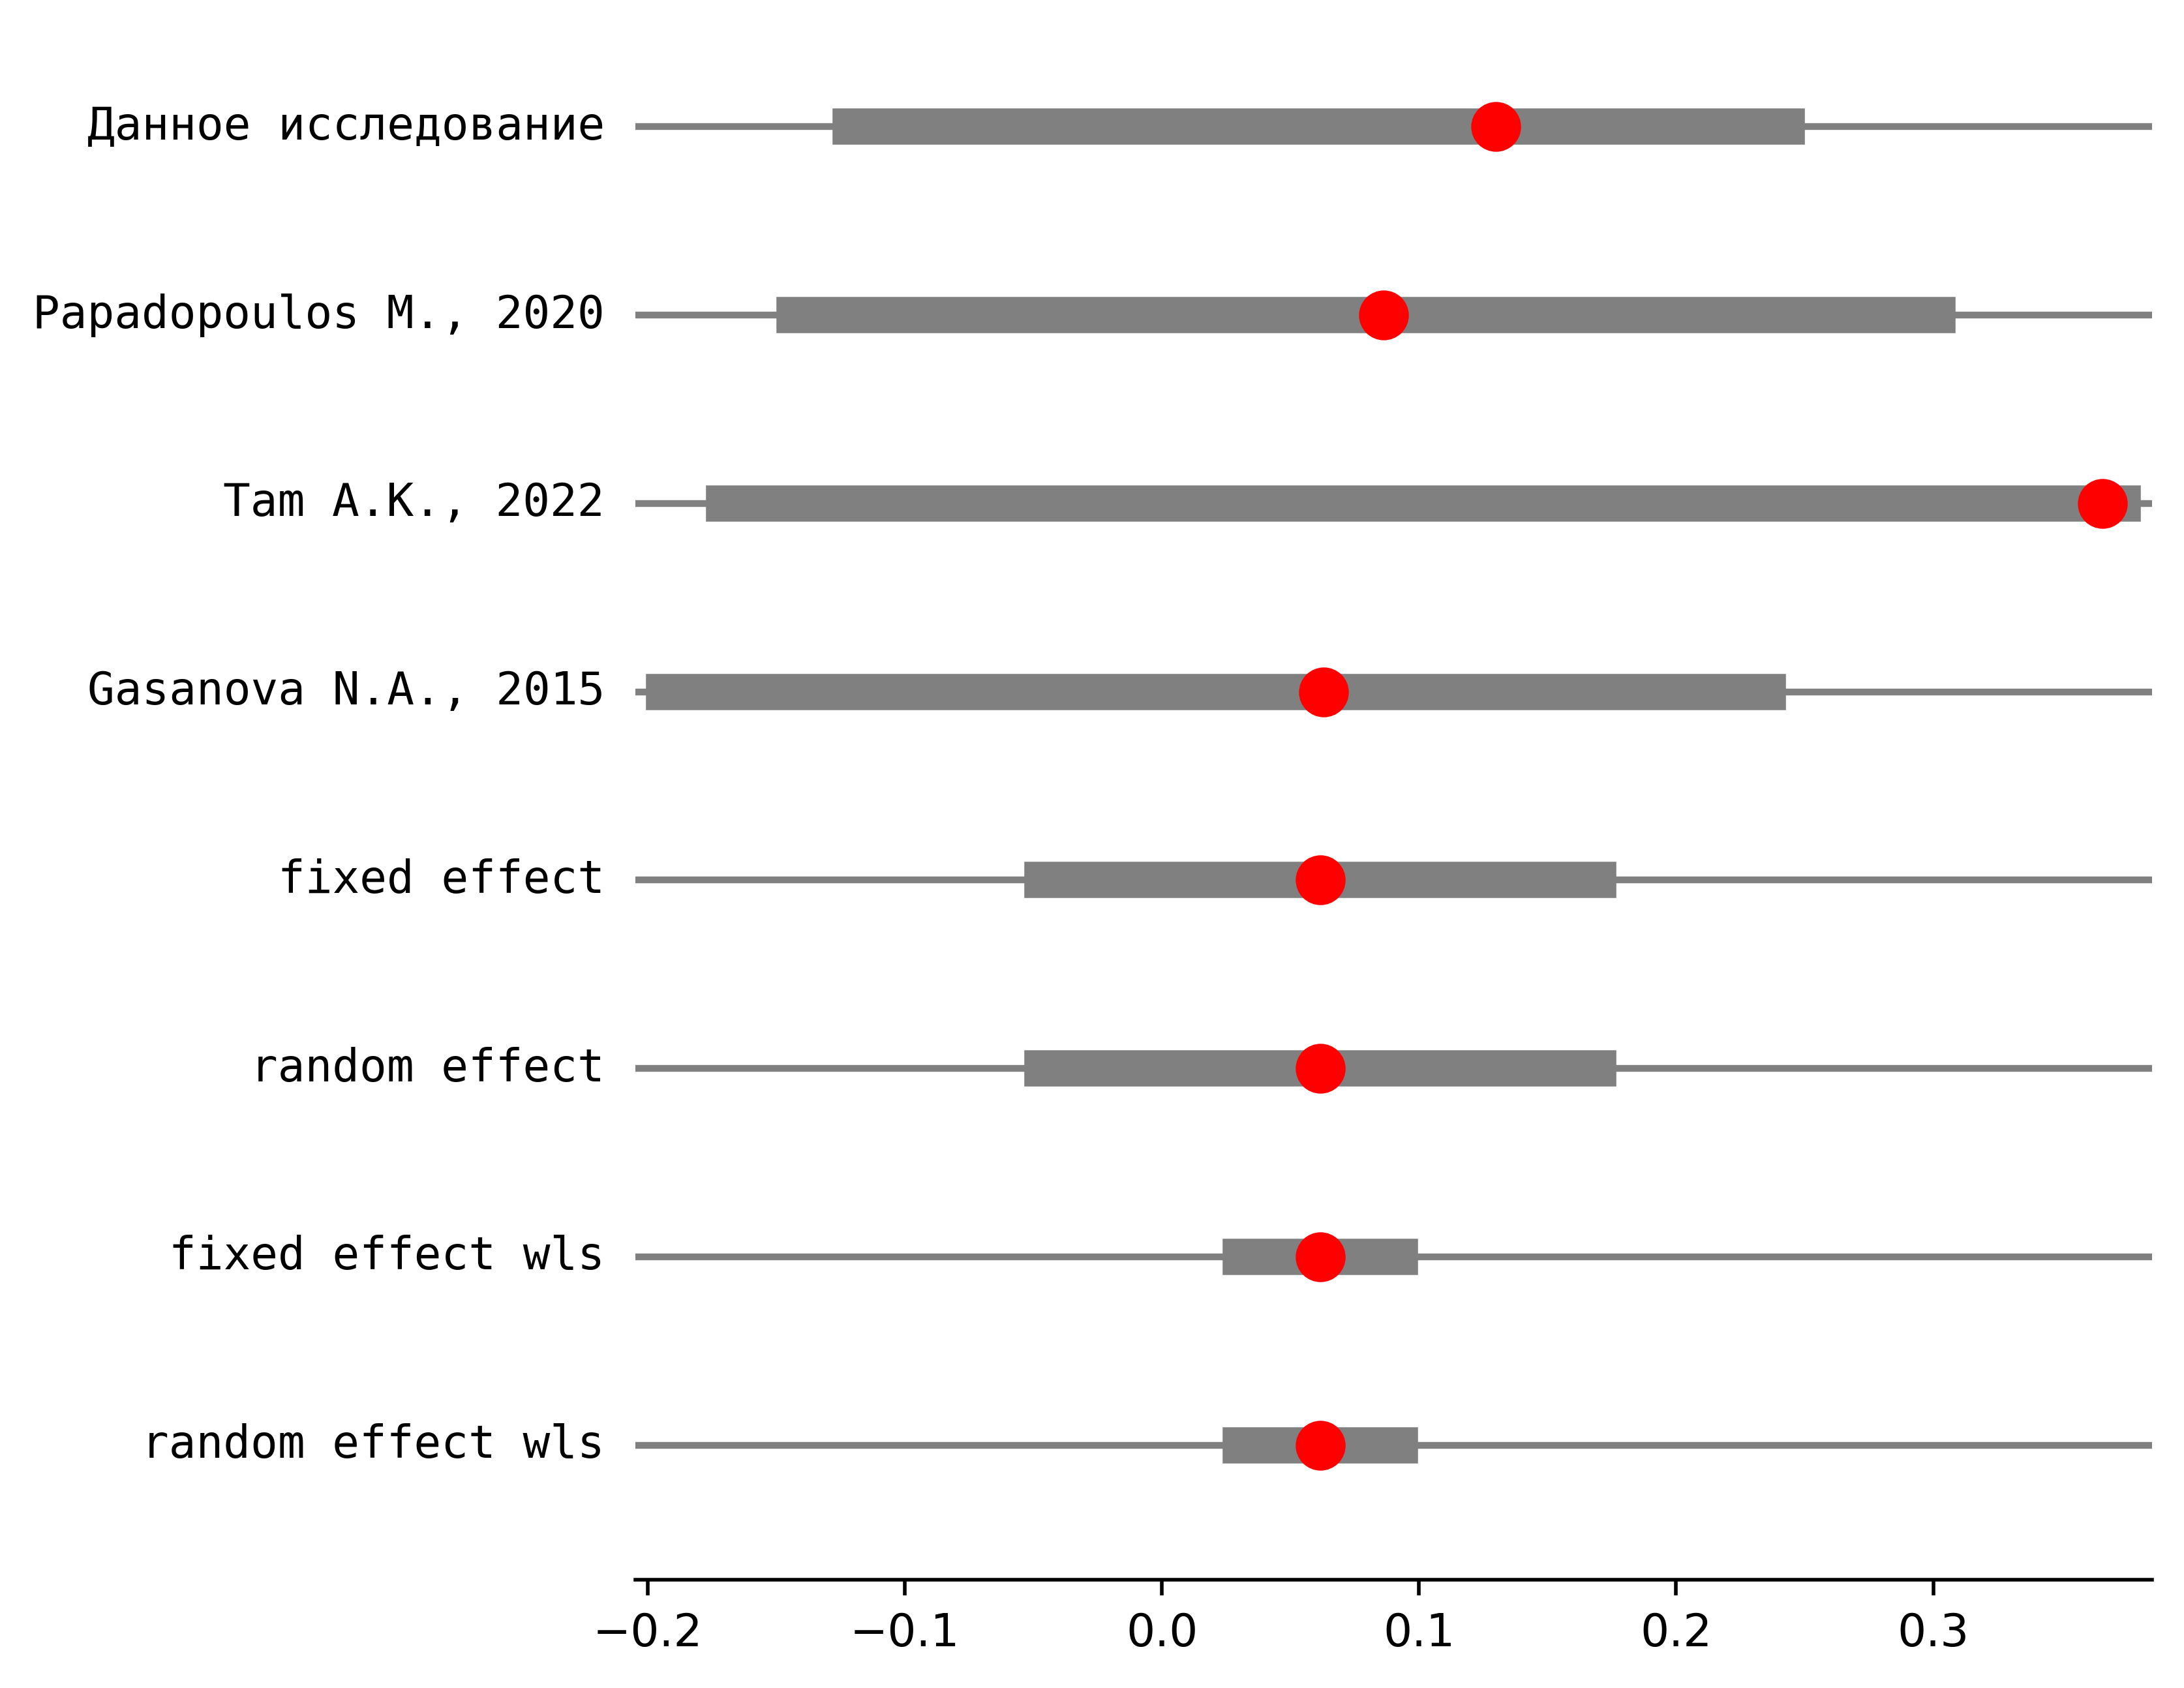 Данное исследование
Papadopoulos M., 2020
Tam A.K., 2022
Gasanova N.A., 2015
fixed effect
random effect
fixed effect wls
random effect wls
−0.2 −0.1 0.0 0.1 0.2 0.3